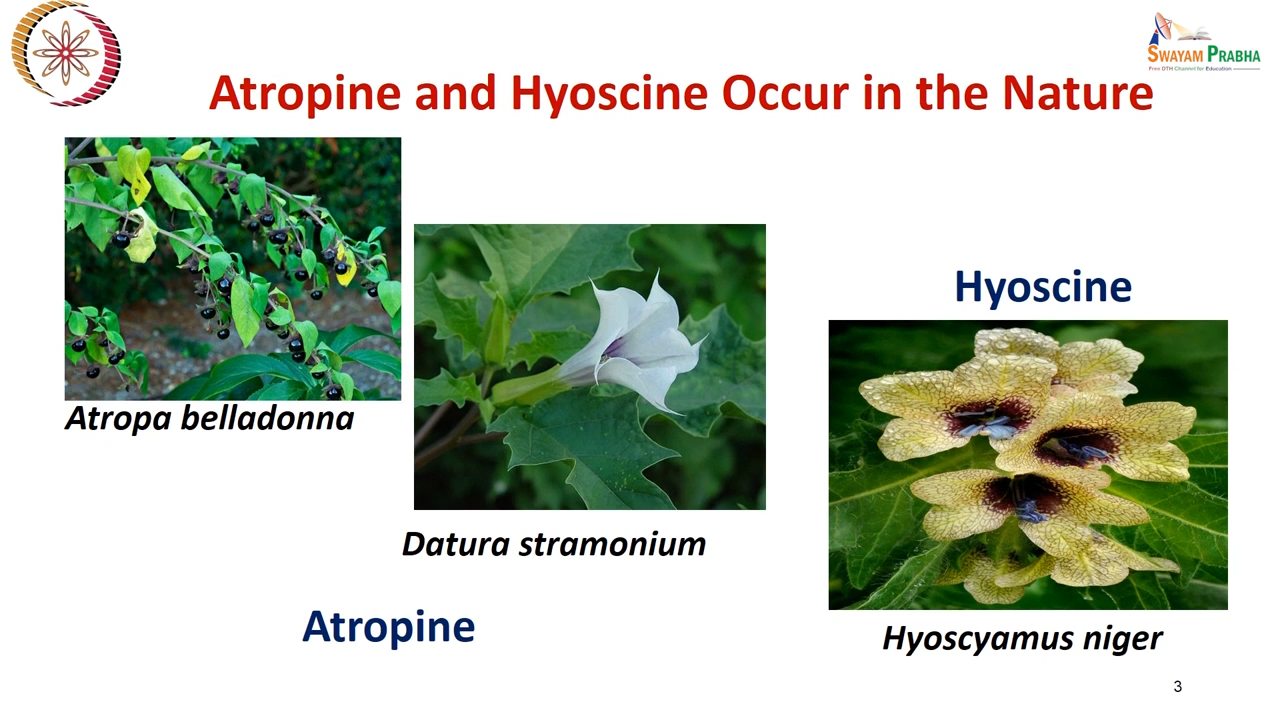 SWAYAM PRABHA
Free DTH Channel for Education
Atropine and Hyoscine Occur in the Nature
Hyoscine
Atropa belladonna
Datura stramonium
Atropine
Hyoscyamus niger
3